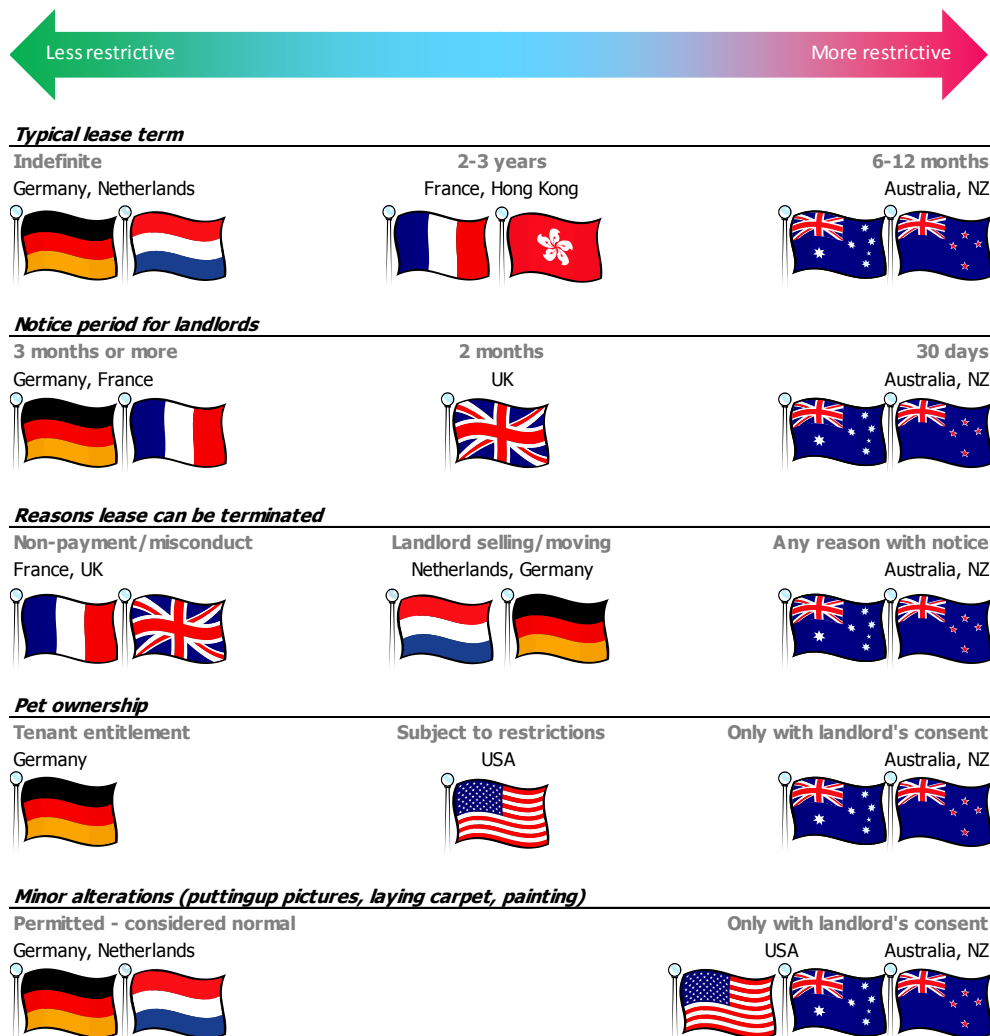 Less restrictive More restrictive
Typical lease term
Indefinite 2-3 years 6-12 months
Germany, Netherlands France, Hong Kong Australia, NZ
Notice period for landlords
3 months or more 2 months 30 days
Germany, France UK Australia, NZ
Reasons lease can be terminated
Non-payment/misconduct Landlord selling/moving Any reason with notice
France, UK Netherlands, Germany Australia, NZ
Pet ownership
Tenant entitlement Subject to restrictions Only with landlord's consent
Germany USA Australia, NZ
Minor alterations (puttingup pictures, laying carpet, painting)
Permitted - considered normal Only with landlord's consent
Germany, Netherlands USA Australia, NZ